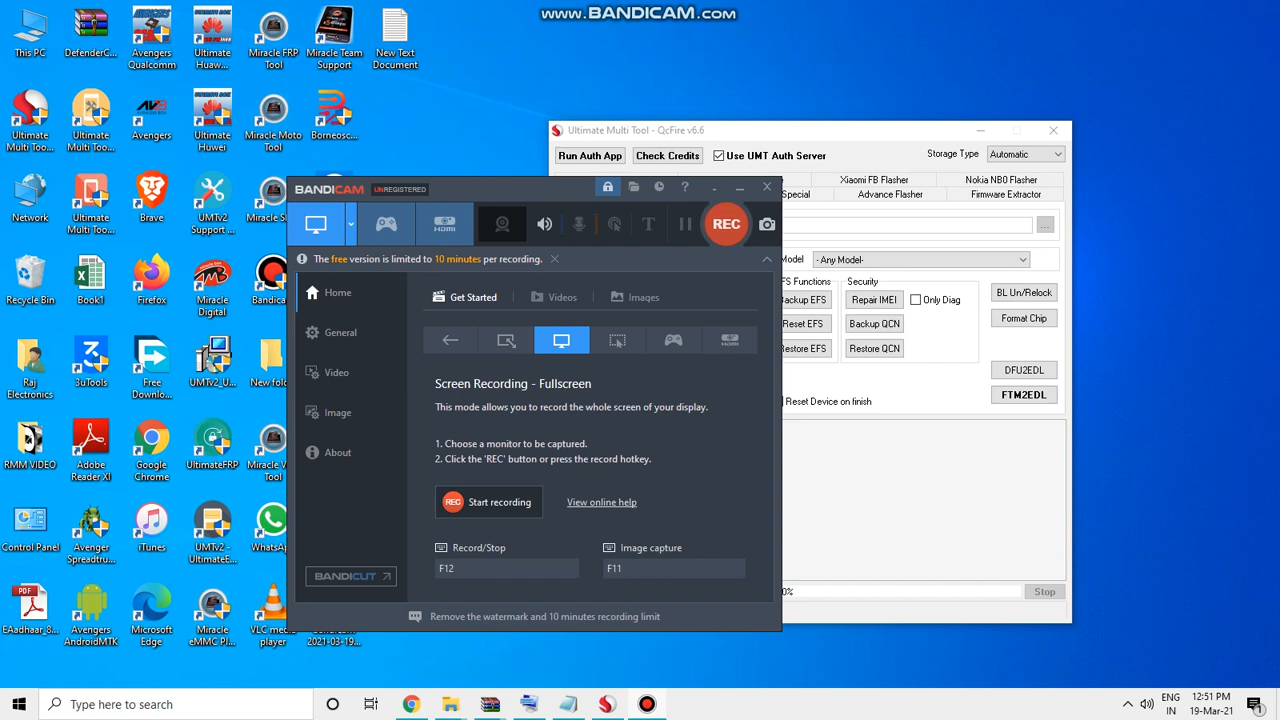 www.BANDICAM.com
This PC
DefenderC...
Avengers
Qualcomm
Ultimate
Huaw...
Miracle FRP
Tool
Miracle Team
Support
New Text
Document
Ultimate
Multi Too...
Ultimate
Multi Too...
Avengers
Ultimate
Huwei
Miracle Moto
Tool
Borneosc...
Network
Ultimate
Multi Too...
Brave
UMTv2
Support
Recycle Bin
Book1
Firefox
Miracle
Digital
Raj
Electronics
3uTools
Free
Downlo...
UMTv2_U...
RMM VIDEO
Adobe
Reader XI
Google
Chrome
UltimateFRP
Tool
Control Panel
Avenger
Spreadtru...
iTunes
UMTv2 -
UltimateE...
EAadhaar_8...
Avengers
AndroidMTK
Microsoft
Edge
Miracle
eMMC Pl...
VLC media
player
2021-03-19...
Ultimate Multi Tool - QcFire v6.6
Run Auth App
Check Credits
Use UMT Auth Server
Storage Type
Automatic
Xiaomi FB Flasher
Nokia NB0 Flasher
Special
Advance Flasher
Firmware Extractor
...
Model
- Any Model-
EFS Functions
Security
Backup EFS
Repair IMEI
Only Diag
BL Un/Relock
Reset EFS
Backup QCN
Format Chip
Restore EFS
Restore QCN
DFU2EDL
Reset Device on finish
FTM2EDL
0%
Stop
BANDICAM
UNREGISTERED
HDMI
REC
The free version is limited to 10 minutes per recording.
Home
General
Video
Image
About
BANDICUT
Get Started
Videos
Images
HDMI
Screen Recording - Fullscreen
This mode allows you to record the whole screen of your display.
1. Choose a monitor to be captured.
2. Click the 'REC' button or press the record hotkey.
REC Start recording
View online help
Record/Stop
Image capture
F12
F11
Remove the watermark and 10 minutes recording limit
Type here to search
ENG
IN
12:51 PM
19-Mar-21
1